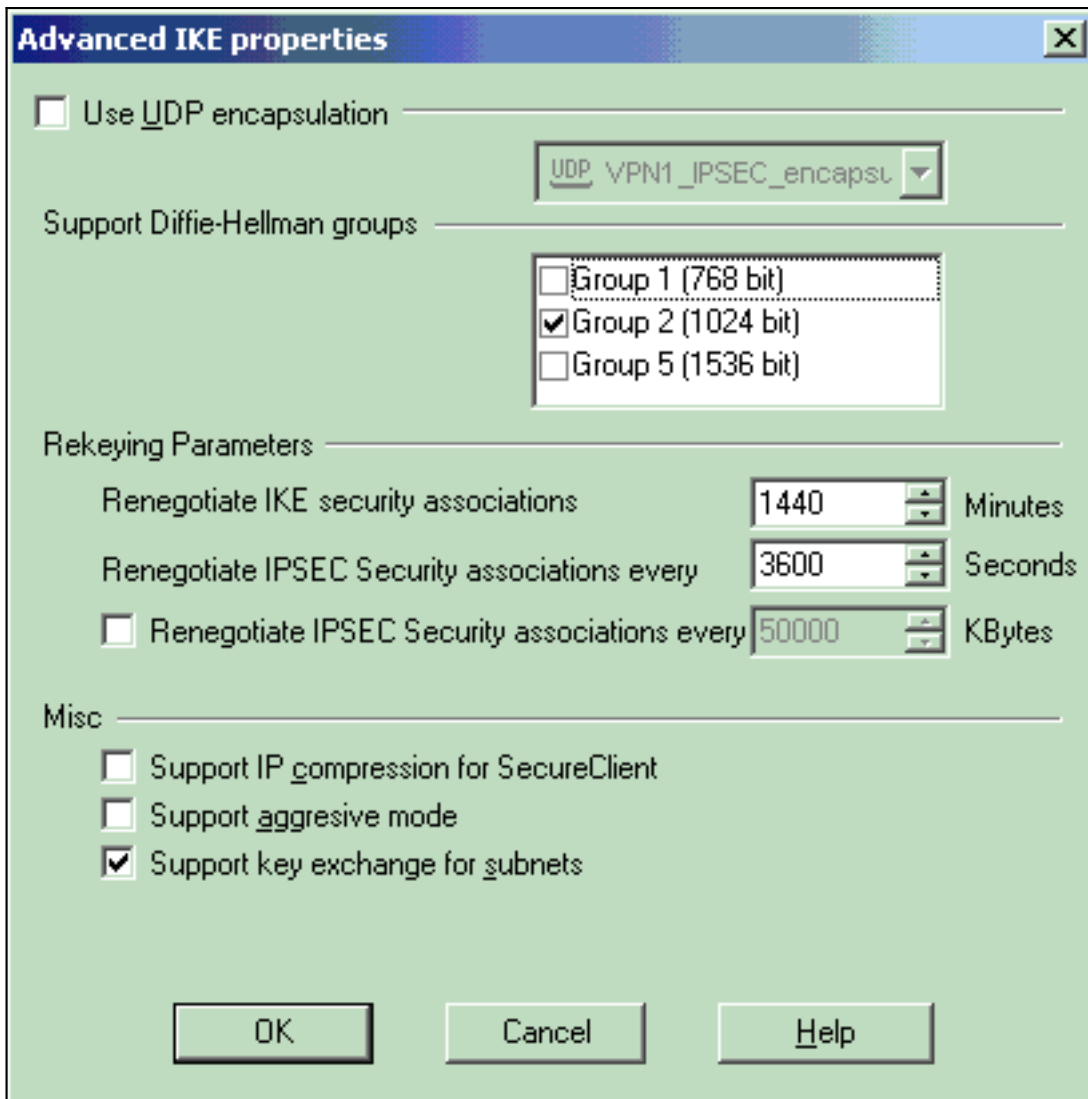 Advanced IKE properties
Use UDP encapsulation
UDP VPN1_IPSEC_encapsu
Support Diffie-Hellman groups
Group 1 (768 bit)
Group 2 (1024 bit)
Group 5 (1536 bit)
Rekeying Parameters
Renegotiate IKE security associations 1440 Minutes
Renegotiate IPSEC Security associations every 3600 Seconds
Renegotiate IPSEC Security associations every 50000 KBytes
Misc
Support IP compression for SecureClient
Support aggresive mode
Support key exchange for subnets
OK Cancel Help